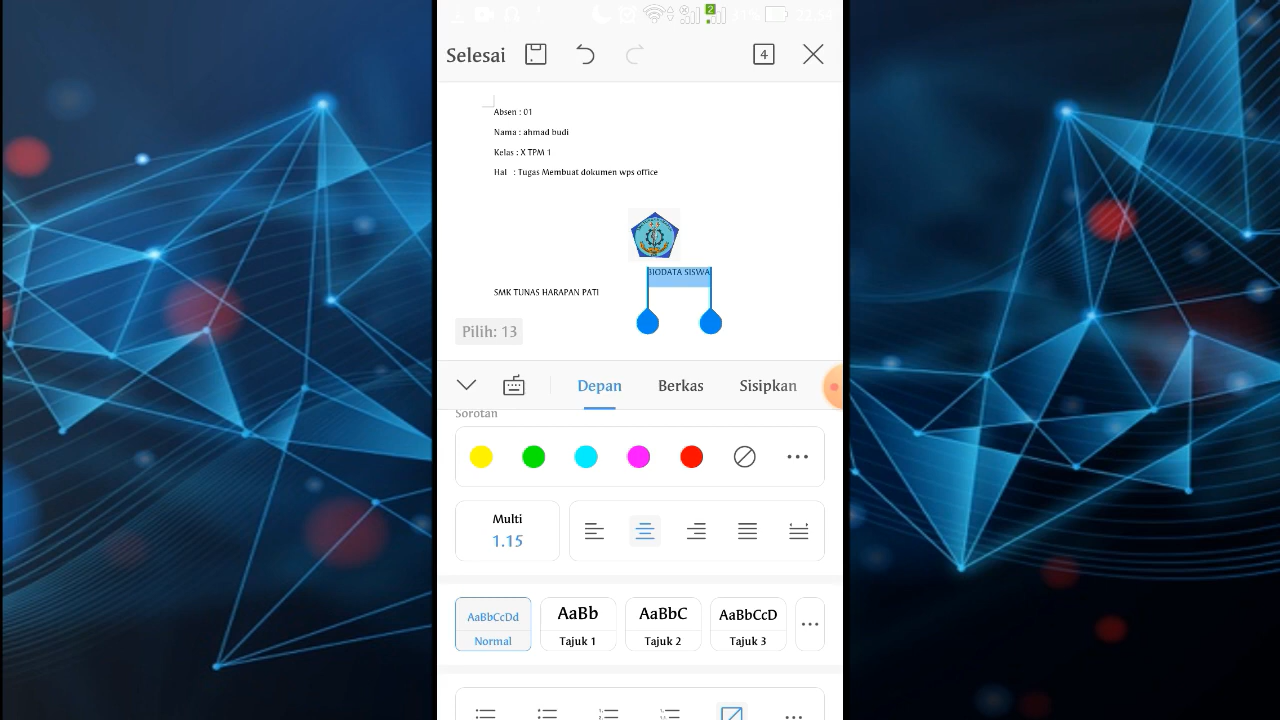 2
31%
Selesai
4
Absen : 01
Nama : ahmad budi
Kelas : X TPM 1
Hal : Tugas Membuat dokumen wps office
BIODATA SISWA
SMK TUNAS HARAPAN PATI
Pilih: 13
Depan Berkas Sisipkan
Sorotan
Multi
1.15
AaBbCcDd AaBb AaBbC AaBbCcD
Normal Tajuk 1 Tajuk 2 Tajuk 3